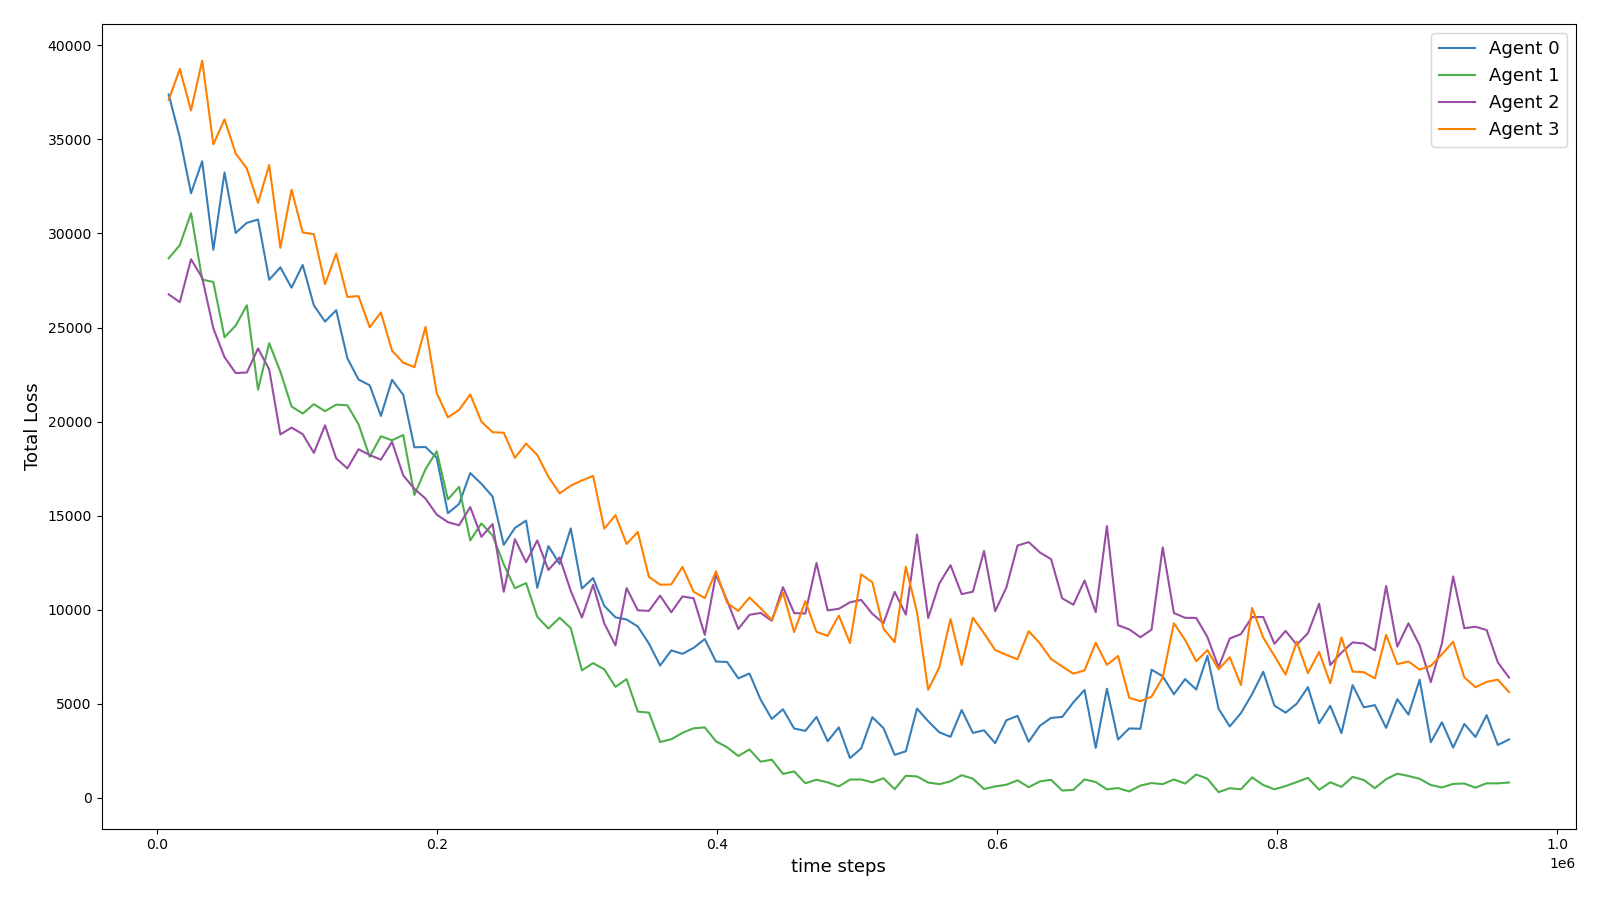 40000
35000
30000
25000
20000
15000
10000
5000
0
Total Loss
0.0 0.2 0.4 0.6 0.8 1.0
1e6
time steps
Agent 0
Agent 1
Agent 2
Agent 3